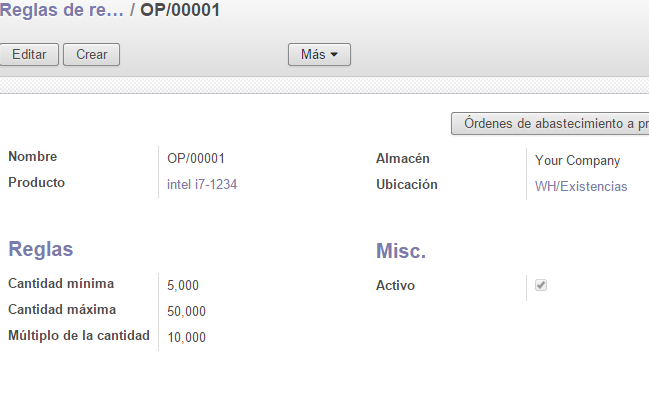 Reglas de re… / OP/00001
Editar Crear Más
Órdenes de abastecimiento a pr
Nombre OP/00001 Almacén Your Company
Producto intel i7-1234 Ubicación WH/Existencias
Reglas Misc.
Cantidad mínima 5,000 Activo
Cantidad máxima 50,000
Múltiplo de la cantidad 10,000